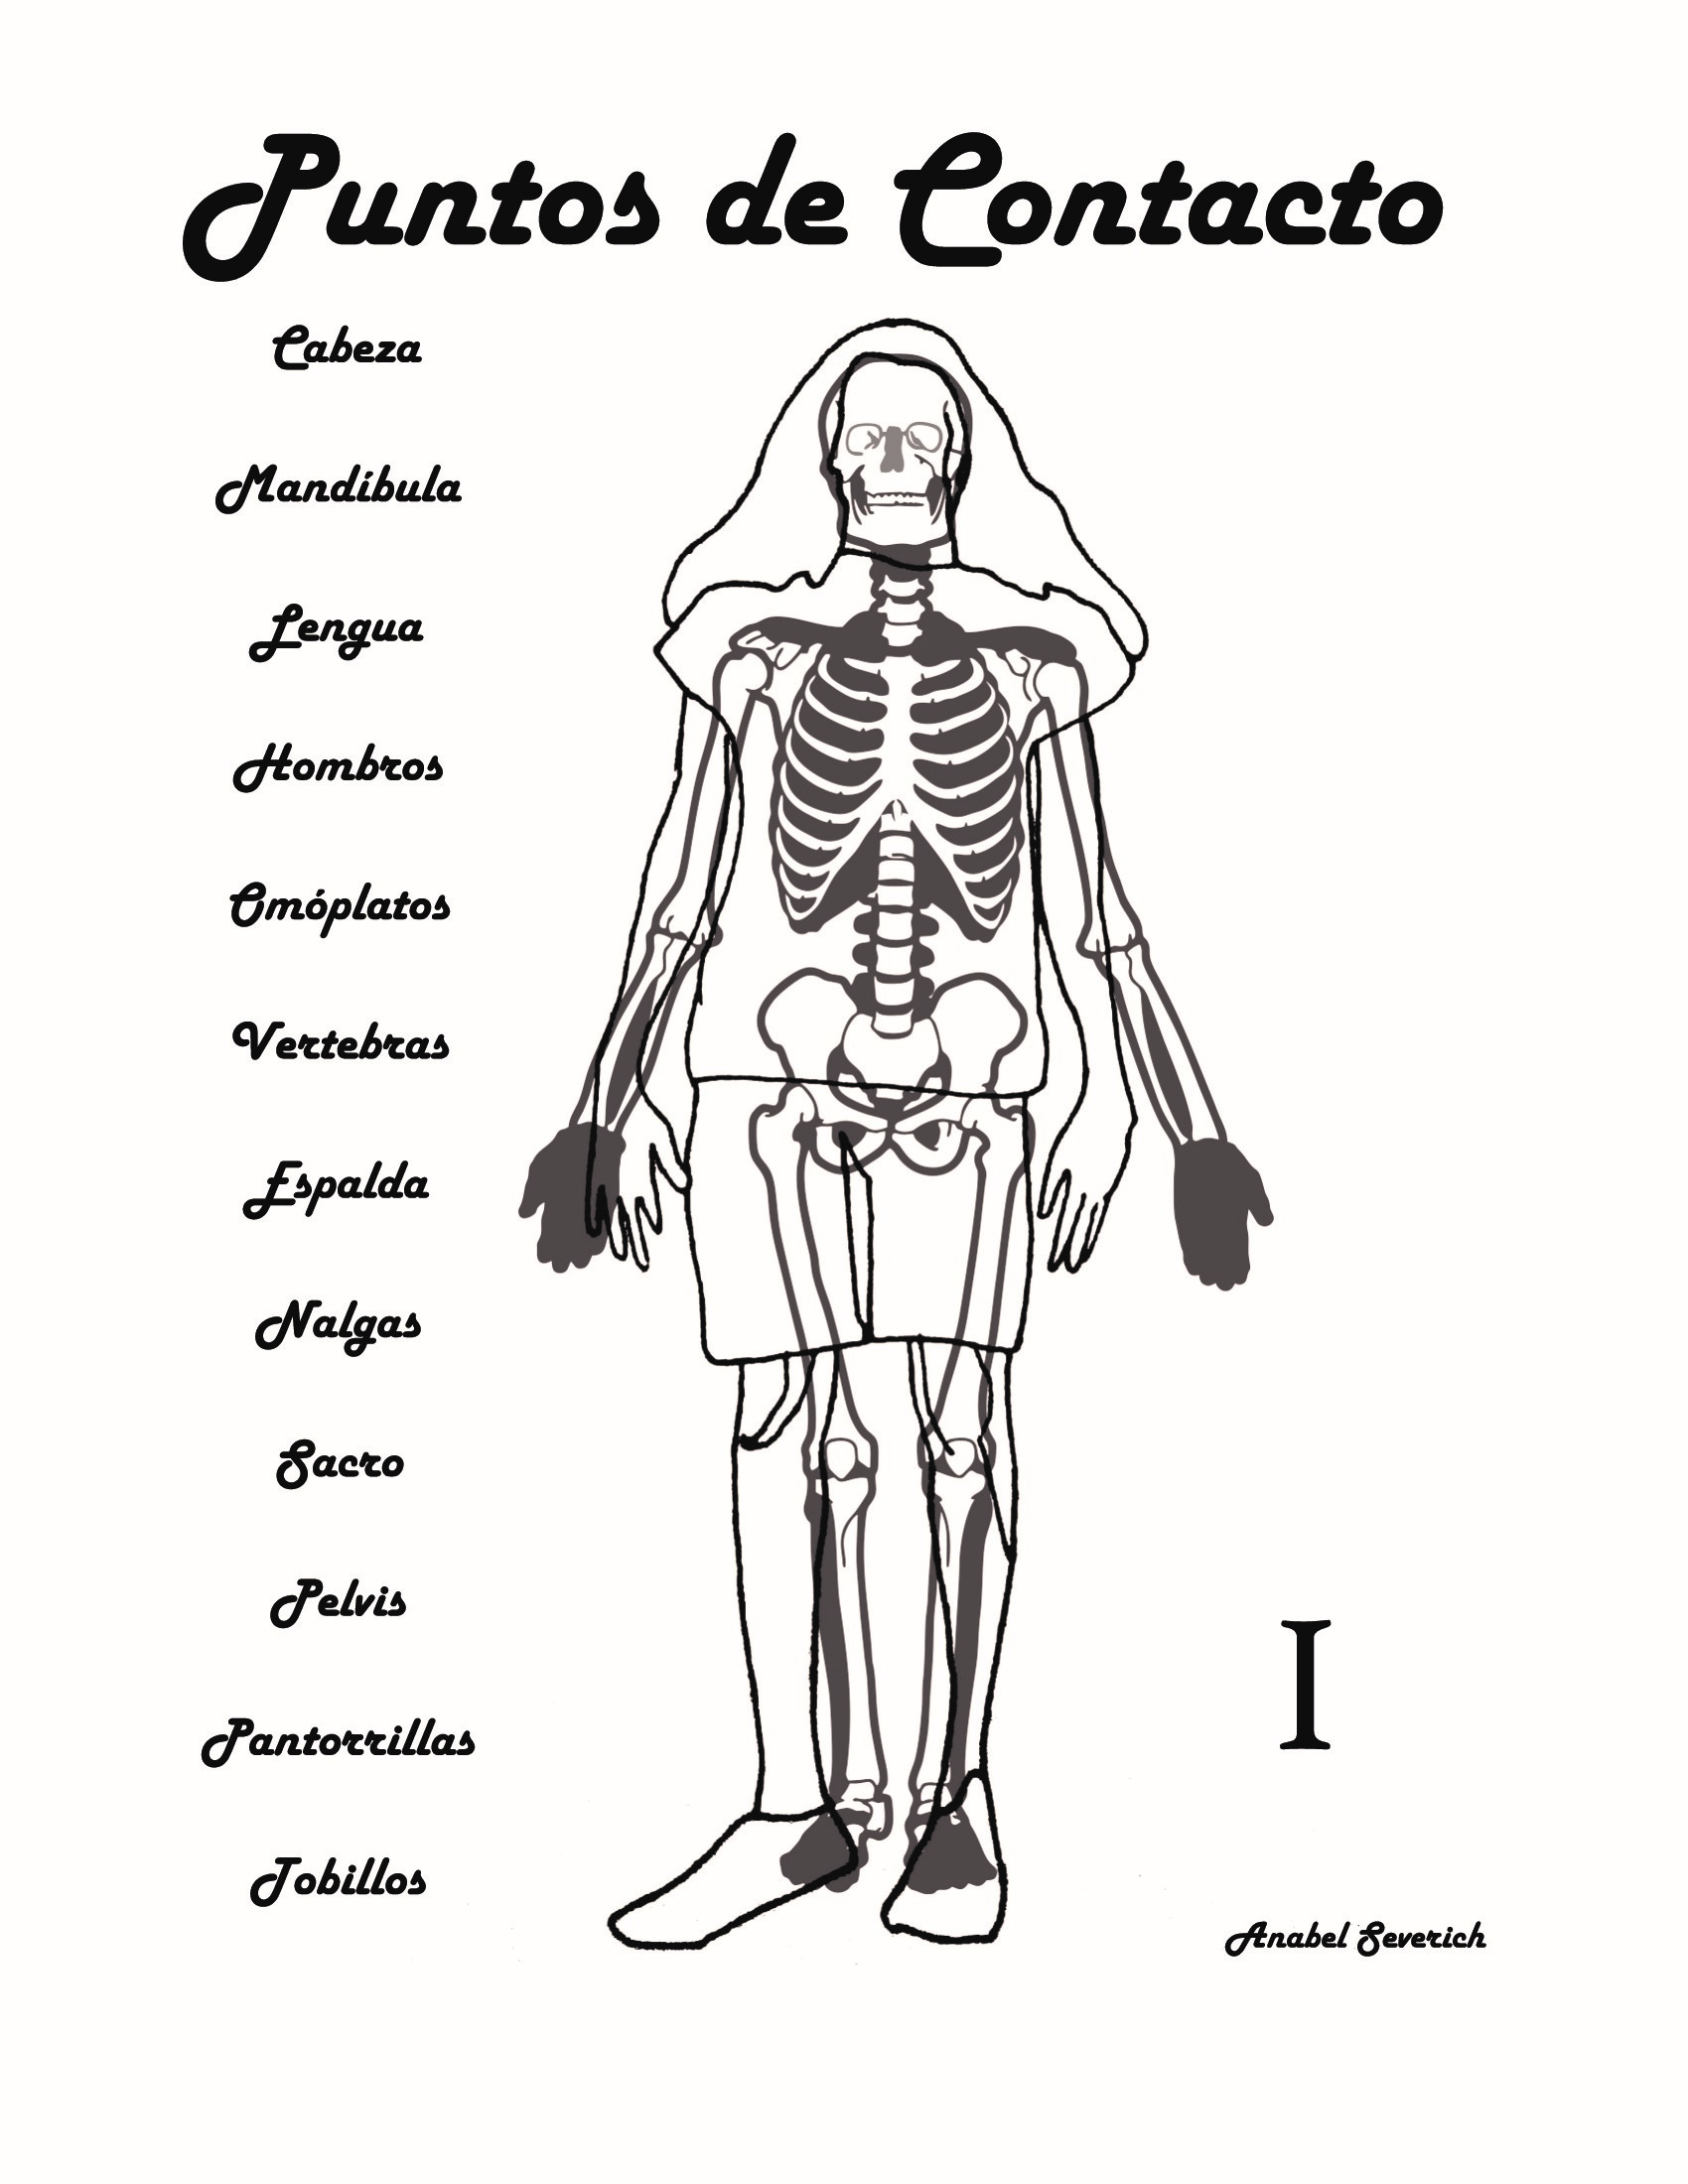 Puntos de Contacto
Cabeza
Mandíbula
Lengua
Hombros
Omóplatos
Vertebras
Espalda
Nalgas
Sacro
Pelvis
Pantorrillas
Tobillos
I
Anabel Severich